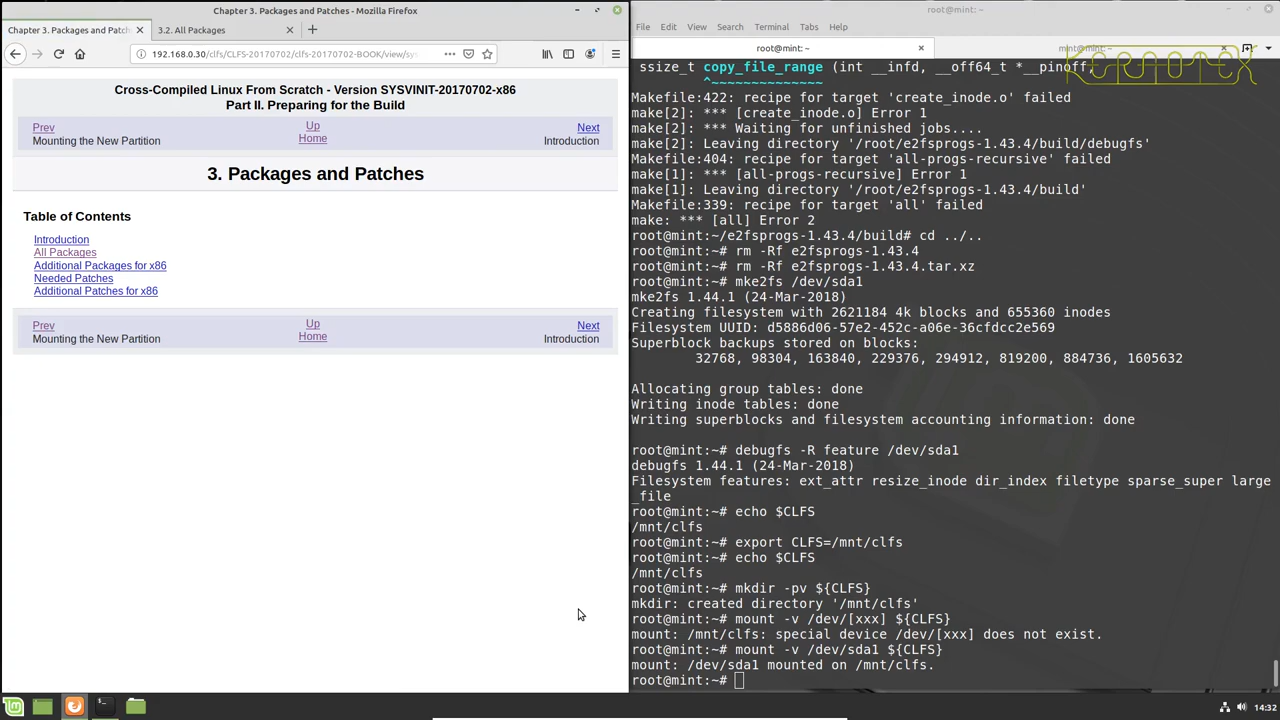 Chapter 3. Packages and Patches - Mozilla Firefox
Chapter 3. Packages and Patch
3.2. All Packages
192.168.0.30/clfs/CLFS-20170702/clfs-20170702-BOOK/view/sy
Cross-Compiled Linux From Scratch - Version SYSVINIT-20170702-x86
Part II. Preparing for the Build
Prev
Up
Next
Mounting the New Partition
Home
Introduction
3. Packages and Patches
Table of Contents
Introduction
All Packages
Additional Packages for x86
Needed Patches
Additional Patches for x86
Prev
Up
Next
Mounting the New Partition
Home
Introduction
root@mint: ~
File Edit View Search Terminal Tabs Help
root@mint: ~
root@mint: ~
KERNOTEX
ssize_t copy_file_range (int __infd, __off64_t *__pinoff,
^~~~~~~~~~~~~~~
Makefile:422: recipe for target 'create_inode.o' failed
make[2]: *** [create_inode.o] Error 1
make[2]: *** Waiting for unfinished jobs....
make[2]: Leaving directory '/root/e2fsprogs-1.43.4/build/debugfs'
Makefile:404: recipe for target 'all-progs-recursive' failed
make[1]: *** [all-progs-recursive] Error 1
make[1]: Leaving directory '/root/e2fsprogs-1.43.4/build'
Makefile:339: recipe for target 'all' failed
make: *** [all] Error 2
root@mint:~/e2fsprogs-1.43.4/build# cd ../..
root@mint:~# rm -Rf e2fsprogs-1.43.4
root@mint:~# rm -Rf e2fsprogs-1.43.4.tar.xz
root@mint:~# mke2fs /dev/sda1
mke2fs 1.44.1 (24-Mar-2018)
Creating filesystem with 2621184 4k blocks and 655360 inodes
Filesystem UUID: d5886d06-57e2-452c-a06e-36cfdcc2e569
Superblock backups stored on blocks:
32768, 98304, 163840, 229376, 294912, 819200, 884736, 1605632
Allocating group tables: done
Writing inode tables: done
Writing superblocks and filesystem accounting information: done
root@mint:~# debugfs -R feature /dev/sda1
debugfs 1.44.1 (24-Mar-2018)
Filesystem features: ext_attr resize_inode dir_index filetype sparse_super large
_file
root@mint:~# echo $CLFS
/mnt/clfs
root@mint:~# export CLFS=/mnt/clfs
root@mint:~# echo $CLFS
/mnt/clfs
root@mint:~# mkdir -pv ${CLFS}
mkdir: created directory '/mnt/clfs'
root@mint:~# mount -v /dev/[xxx] ${CLFS}
mount: /mnt/clfs: special device /dev/[xxx] does not exist.
root@mint:~# mount -v /dev/sda1 ${CLFS}
mount: /dev/sda1 mounted on /mnt/clfs.
root@mint:~#
14:32